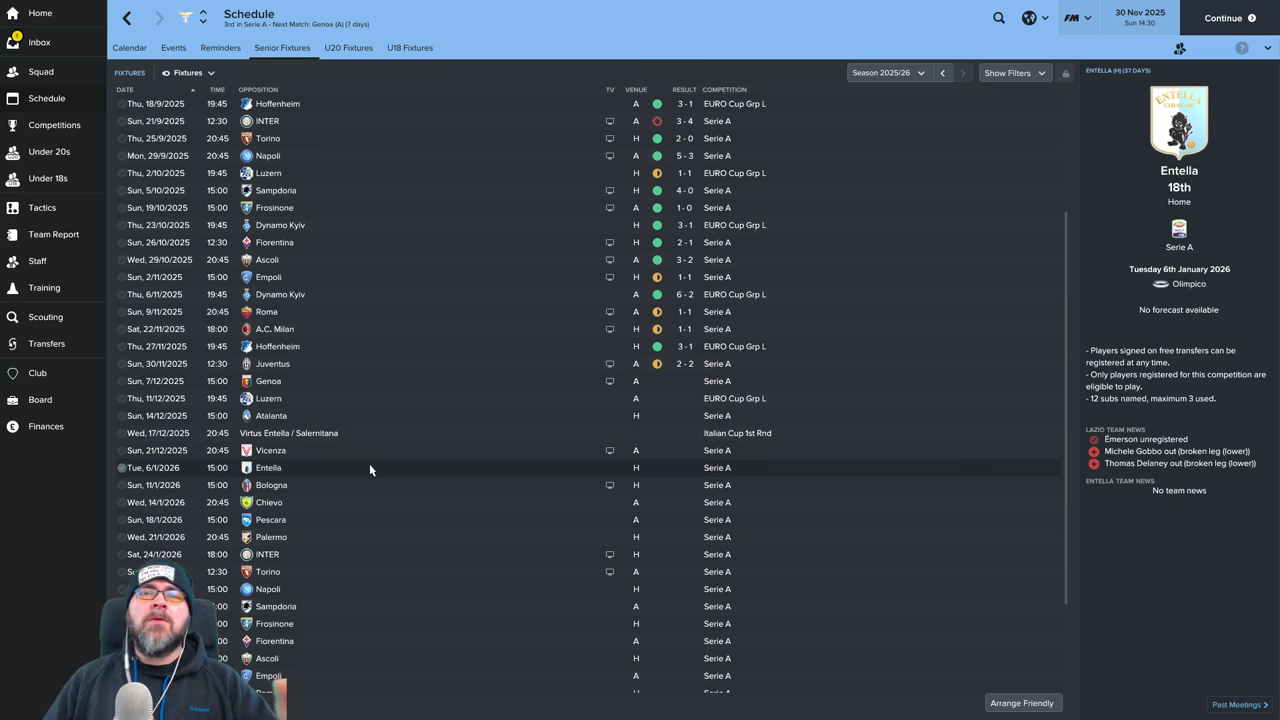 Home
1
Inbox
Squad
Schedule
Competitions
Under 20s
Under 18s
Tactics
Team Report
Staff
Training
Scouting
Transfers
Club
Board
Finances
Schedule
3rd in Serie A - Next Match: Genoa (A) (7 days)
FM
30 Nov 2025
Sun 14:30
Continue
Calendar Events Reminders Senior Fixtures U20 Fixtures U18 Fixtures
FIXTURES Fixtures Season 2025/26 Show Filters
DATE TIME OPPOSITION TV VENUE RESULT COMPETITION
Thu, 18/9/2025 19:45 Hoffenheim A 3 - 1 EURO Cup Grp L
Sun, 21/9/2025 12:30 INTER A 3 - 4 Serie A
Thu, 25/9/2025 20:45 Torino H 2 - 0 Serie A
Mon, 29/9/2025 20:45 Napoli A 5 - 3 Serie A
Thu, 2/10/2025 19:45 Luzern H 1 - 1 EURO Cup Grp L
Sun, 5/10/2025 15:00 Sampdoria H 4 - 0 Serie A
Sun, 19/10/2025 15:00 Frosinone A 1 - 0 Serie A
Thu, 23/10/2025 19:45 Dynamo Kyiv H 3 - 1 EURO Cup Grp L
Sun, 26/10/2025 12:30 Fiorentina H 2 - 1 Serie A
Wed, 29/10/2025 20:45 Ascoli A 3 - 2 Serie A
Sun, 2/11/2025 15:00 Empoli H 1 - 1 Serie A
Thu, 6/11/2025 19:45 Dynamo Kyiv A 6 - 2 EURO Cup Grp L
Sun, 9/11/2025 20:45 Roma A 1 - 1 Serie A
Sat, 22/11/2025 18:00 A.C. Milan H 1 - 1 Serie A
Thu, 27/11/2025 19:45 Hoffenheim H 3 - 1 EURO Cup Grp L
Sun, 30/11/2025 12:30 Juventus A 2 - 2 Serie A
Sun, 7/12/2025 15:00 Genoa A Serie A
Thu, 11/12/2025 19:45 Luzern A EURO Cup Grp L
Sun, 14/12/2025 15:00 Atalanta H Serie A
Wed, 17/12/2025 20:45 Virtus Entella / Salernitana Italian Cup 1st Rnd
Sun, 21/12/2025 20:45 Vicenza A Serie A
Tue, 6/1/2026 15:00 Entella H Serie A
Sun, 11/1/2026 15:00 Bologna H Serie A
Wed, 14/1/2026 20:45 Chievo A Serie A
Sun, 18/1/2026 15:00 Pescara A Serie A
Wed, 21/1/2026 20:45 Palermo H Serie A
Sat, 24/1/2026 18:00 INTER H Serie A
12:30 Torino A Serie A
15:00 Napoli H Serie A
Sampdoria A Serie A
Frosinone H Serie A
Fiorentina A Serie A
Ascoli H Serie A
Empoli A Serie A
Arrange Friendly
ENTELLA (H) (37 DAYS)
ENTELLA
CHIAVARI
Entella
18th
Home
Serie A
Tuesday 6th January 2026
Olimpico
No forecast available
- Players signed on free transfers can be
registered at any time.
- Only players registered for this competition are
eligible to play.
- 12 subs named, maximum 3 used.
LAZIO TEAM NEWS
Émerson unregistered
Michele Gobbo out (broken leg (lower))
Thomas Delaney out (broken leg (lower))
ENTELLA TEAM NEWS
No team news
Past Meetings